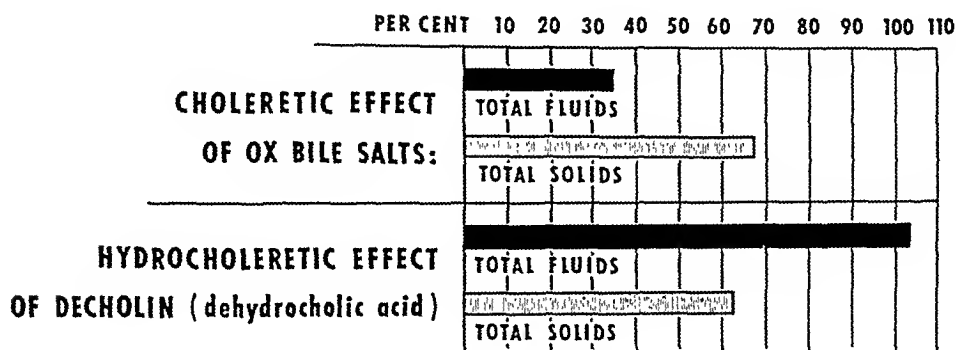 PER CENT 10 20 30 40 50 60 70 80 90 100 110
CHOLERETIC EFFECT
OF OX BILE SALTS:
TOTAL FLUIDS
TOTAL SOLIDS
HYDROCHOLERETIC EFFECT
OF DECHOLIN (dehydrocholic acid)
TOTAL FLUIDS
TOTAL SOLIDS